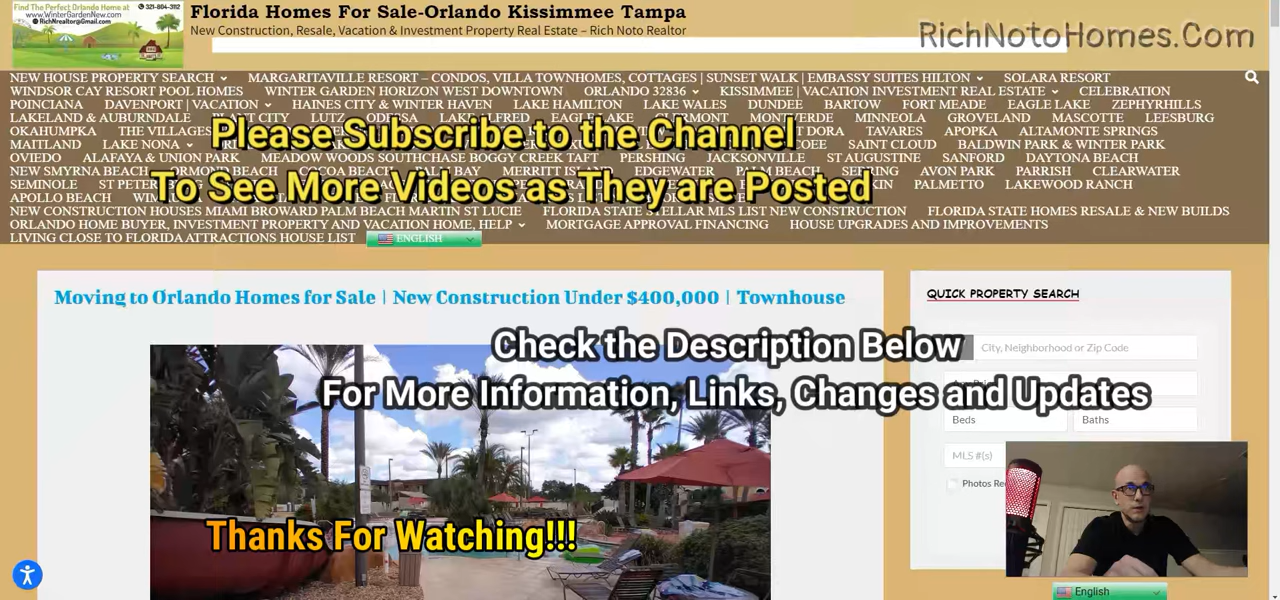 Find The Perfect Orlando Home at
www.WinterGardenNew.com
RichNrealtor@Gmail.com
321-804-3112
Florida Homes For Sale-Orlando Kissimmee Tampa
New Construction, Resale, Vacation & Investment Property Real Estate – Rich Noto Realtor
RichNotoHomes.Com
NEW HOUSE PROPERTY SEARCH MARGARITAVILLE RESORT – CONDOS, VILLA TOWNHOMES, COTTAGES | SUNSET WALK | EMBASSY SUITES HILTON SOLARA RESORT
WINDSOR CAY RESORT POOL HOMES WINTER GARDEN HORIZON WEST DOWNTOWN ORLANDO 32836 KISSIMMEE | VACATION INVESTMENT REAL ESTATE CELEBRATION
POINCIANA DAVENPORT | VACATION HAINES CITY & WINTER HAVEN LAKE HAMILTON LAKE WALES DUNDEE BARTOW FORT MEADE EAGLE LAKE ZEPHYRHILLS
LAKELAND & AUBURNDALE CITY LUTZ MINNEOLA GROVELAND MASCOTTE LEESBURG
OKAHUMPKA THE VILLAGES TAVARES APOPKA ALTAMONTE SPRINGS
MAITLAND LAKE NONA SAINT CLOUD BALDWIN PARK & WINTER PARK
OVIEDO ALAFAYA & UNION PARK MEADOW WOODS SOUTHCHASE BOGGY CREEK TAFT PERSHING JACKSONVILLE ST AUGUSTINE SANFORD DAYTONA BEACH
NEW SMYRNA BEACH ORMOND BEACH COCOA BEACH BAY MERRITT EDGEWATER PALM BEACH AVON PARK PARRISH CLEARWATER
SEMINOLE PALMETTO LAKEWOOD RANCH
APOLLO BEACH
NEW CONSTRUCTION HOUSES MIAMI BROWARD PALM BEACH MARTIN ST LUCIE FLORIDA STATE STELLAR MLS LIST NEW CONSTRUCTION FLORIDA STATE HOMES RESALE & NEW BUILDS
ORLANDO HOME BUYER, INVESTMENT PROPERTY AND VACATION HOME, HELP MORTGAGE APPROVAL FINANCING HOUSE UPGRADES AND IMPROVEMENTS
LIVING CLOSE TO FLORIDA ATTRACTIONS HOUSE LIST ENGLISH
Please Subscribe to the Channel
To See More Videos as They are Posted
Moving to Orlando Homes for Sale | New Construction Under $400,000 | Townhouse
QUICK PROPERTY SEARCH
City, Neighborhood or Zip Code
Check the Description Below
For More Information, Links, Changes and Updates
Beds Baths
MLS #(s)
Photos
Thanks For Watching!!!
English